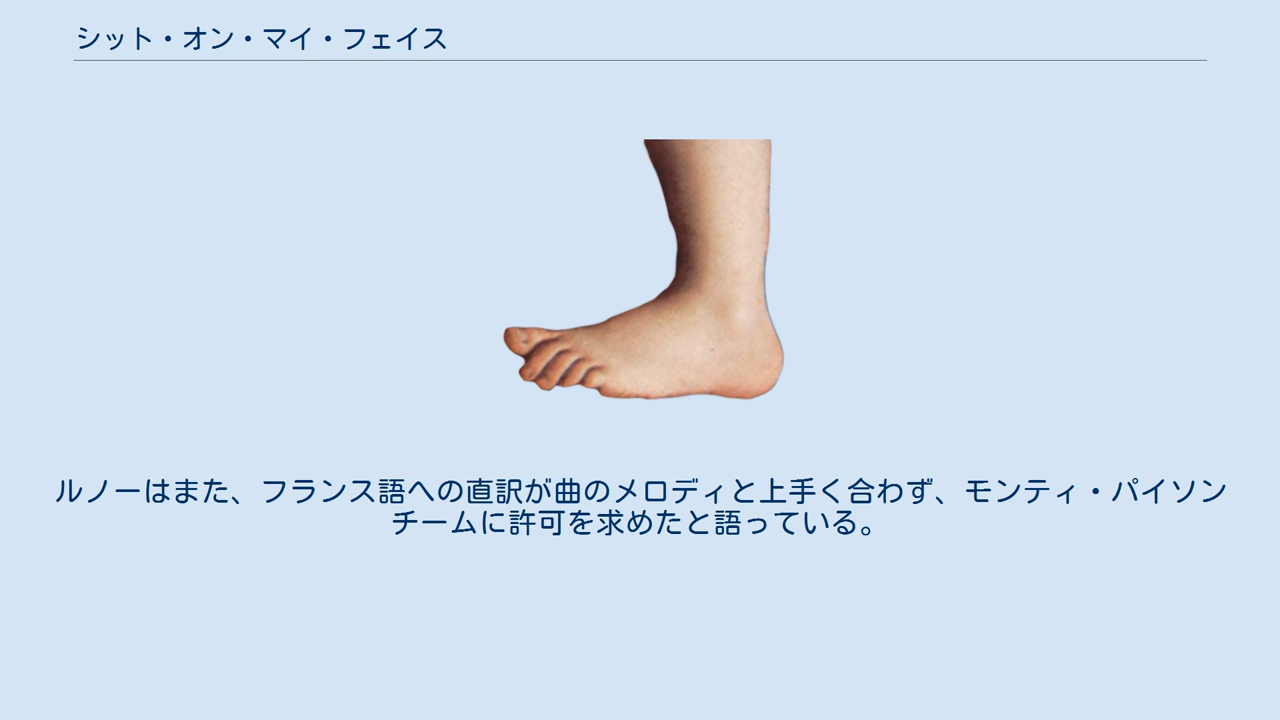 シット・オン・マイ・フェイス
ルノーはまた、フランス語への直訳が曲のメロディと上手く合わず、モンティ・パイソン
チームに許可を求めたと語っている。